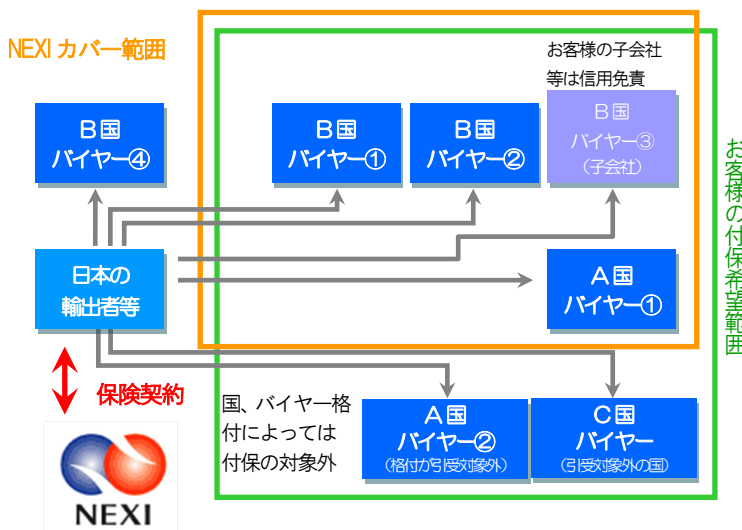 NEXI カバー範囲
お客様の子会社
等は信用免責
B国
バイヤー④
B国
バイヤー①
B国
バイヤー②
B国
バイヤー③
(子会社)
お客様の付保希望範囲
日本の
輸出者等
A国
バイヤー①
保険契約
国、バイヤー格
付によっては
付保の対象外
A国
バイヤー②
(格付が引受対象外)
C国
バイヤー
(引受対象外の国)
NEXI